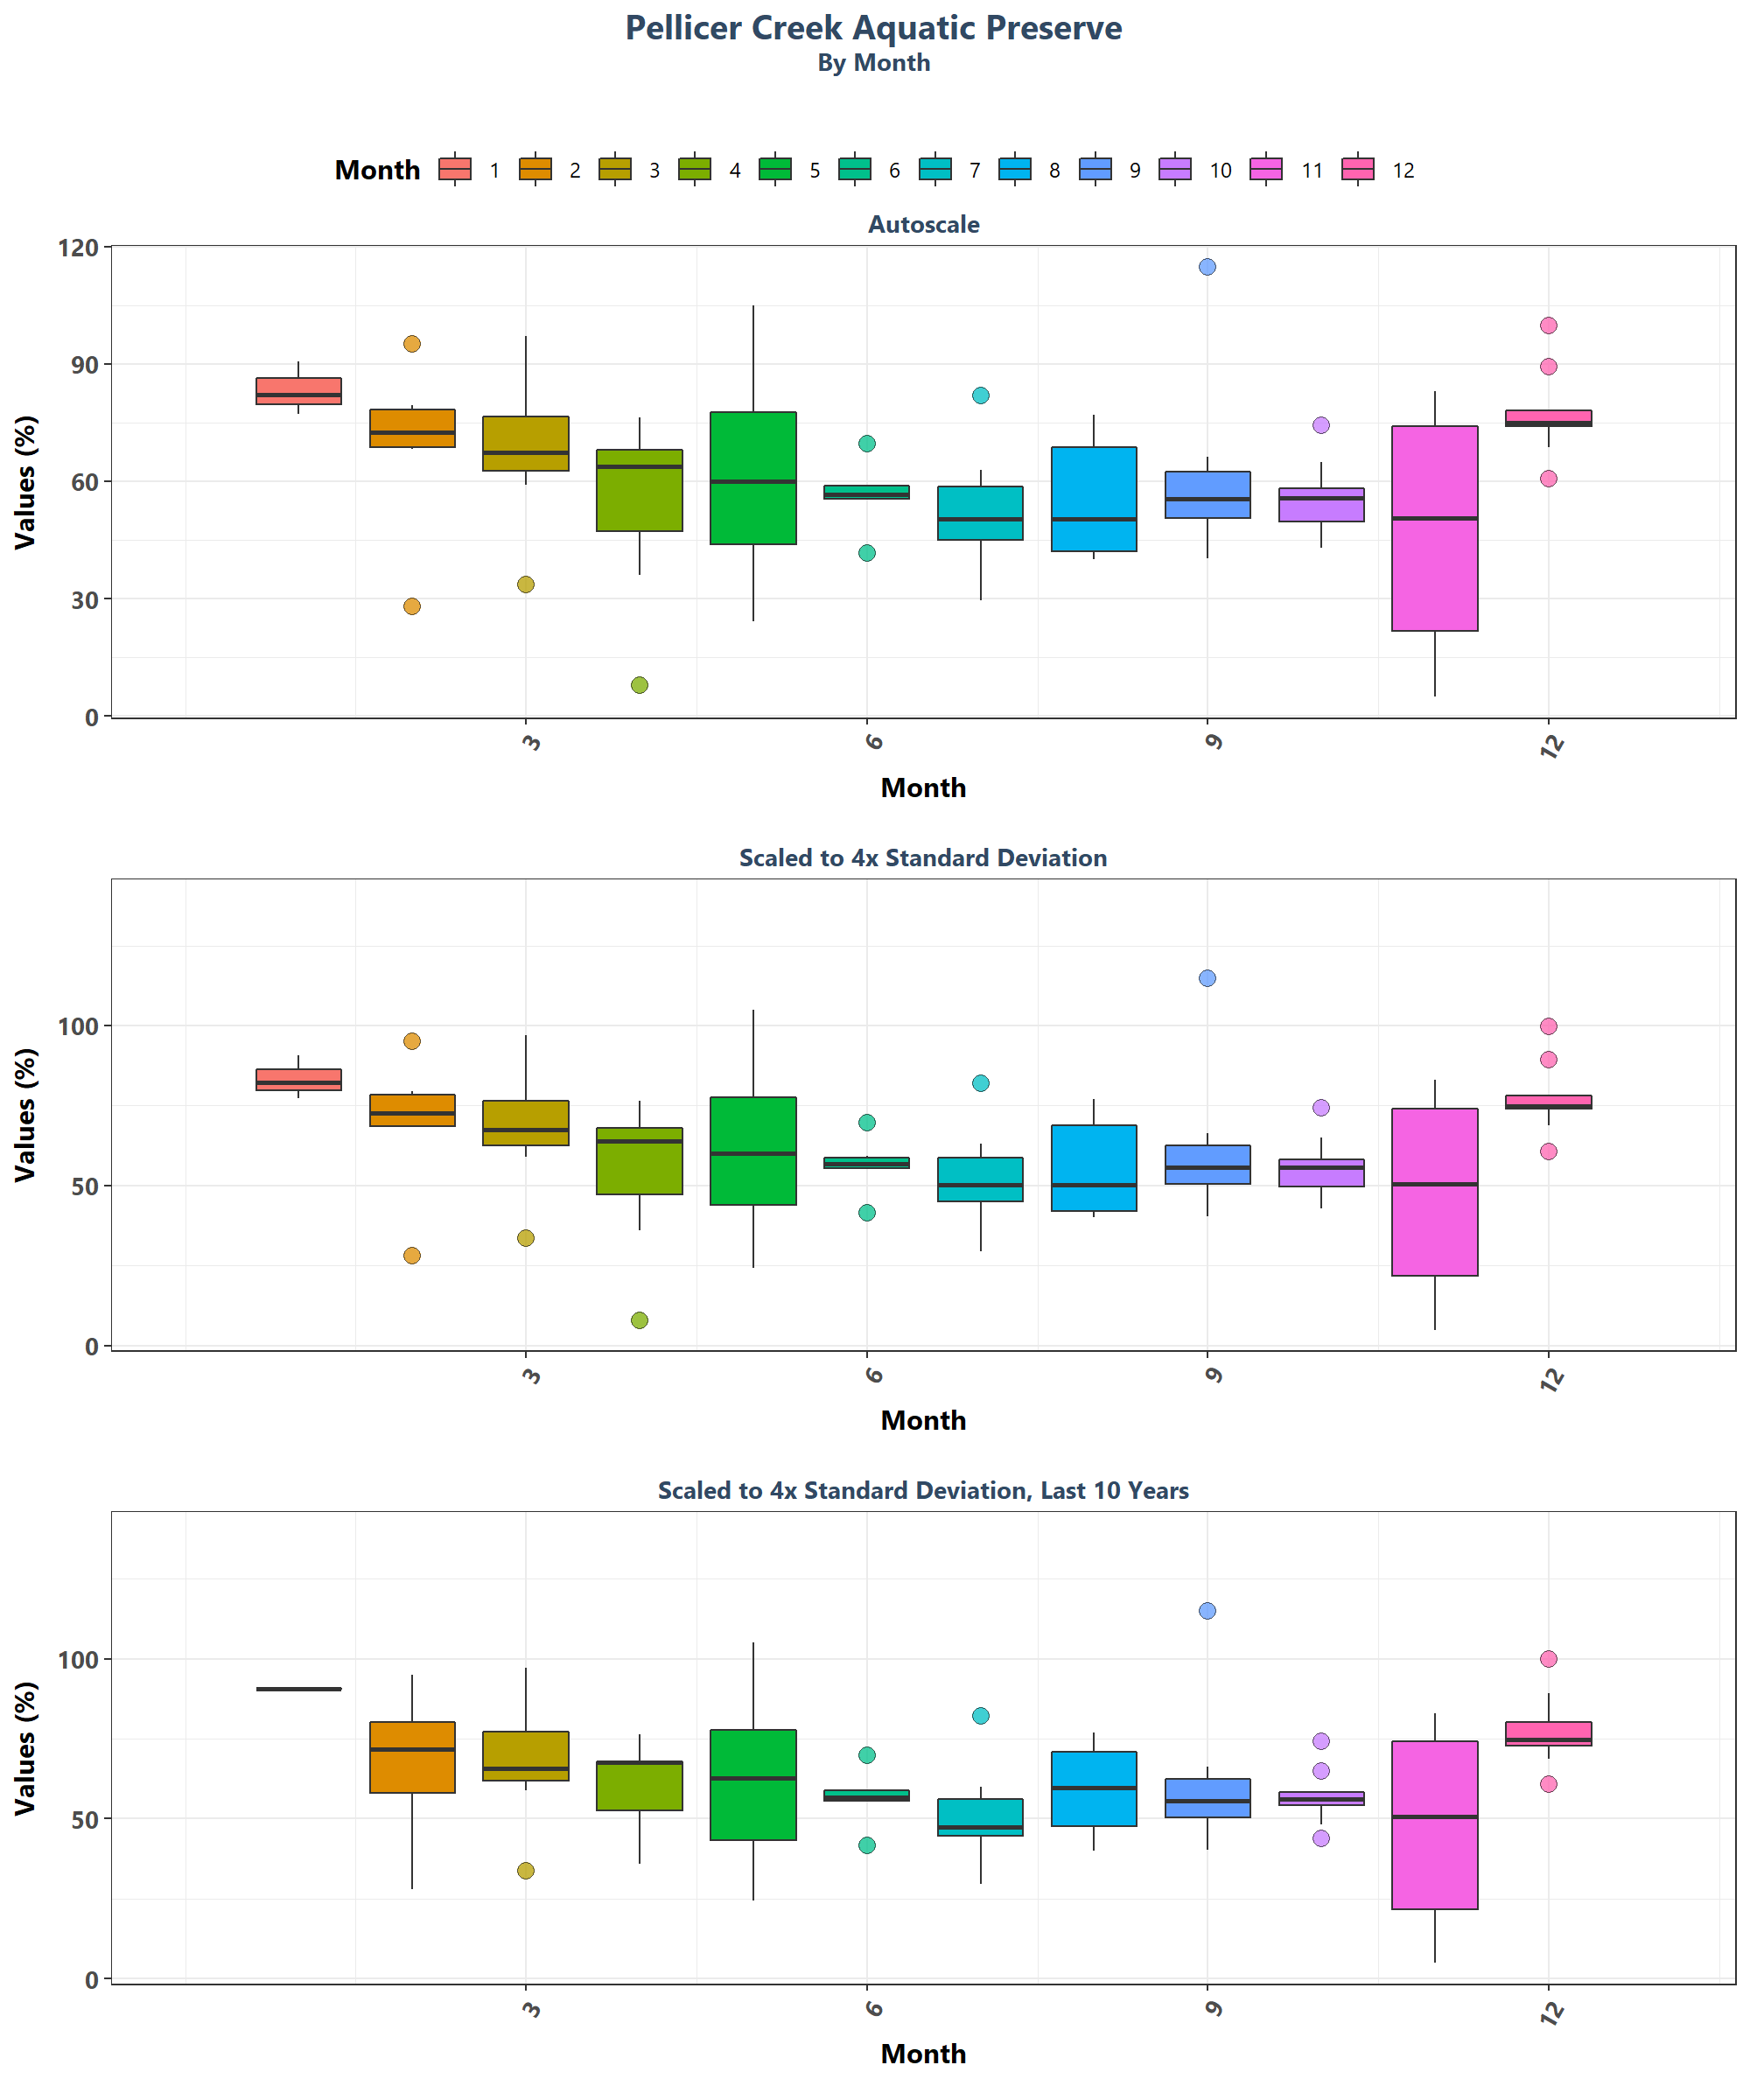 Pellicer Creek Aquatic Preserve
By Month
Month 1 2 3 4 5 6 7 8 9 10 11 12
Autoscale
Values (%)
120
90
60
30
0
3 6 9 12
Month
Scaled to 4x Standard Deviation
Values (%)
100
50
0
3 6 9 12
Month
Scaled to 4x Standard Deviation, Last 10 Years
Values (%)
100
50
0
3 6 9 12
Month